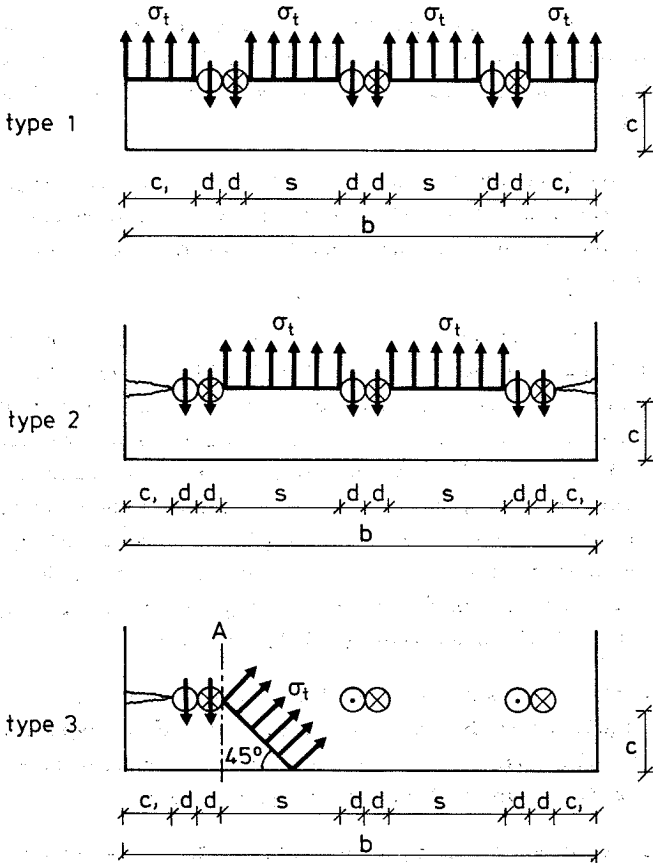 σt σt σt σt
type 1
c
c, d d s d d s d d c,
b
σt σt
type 2
c
c, d d s d d s d d c,
b
A
σt
type 3
45°
c
c, d d s d d s d d c,
b